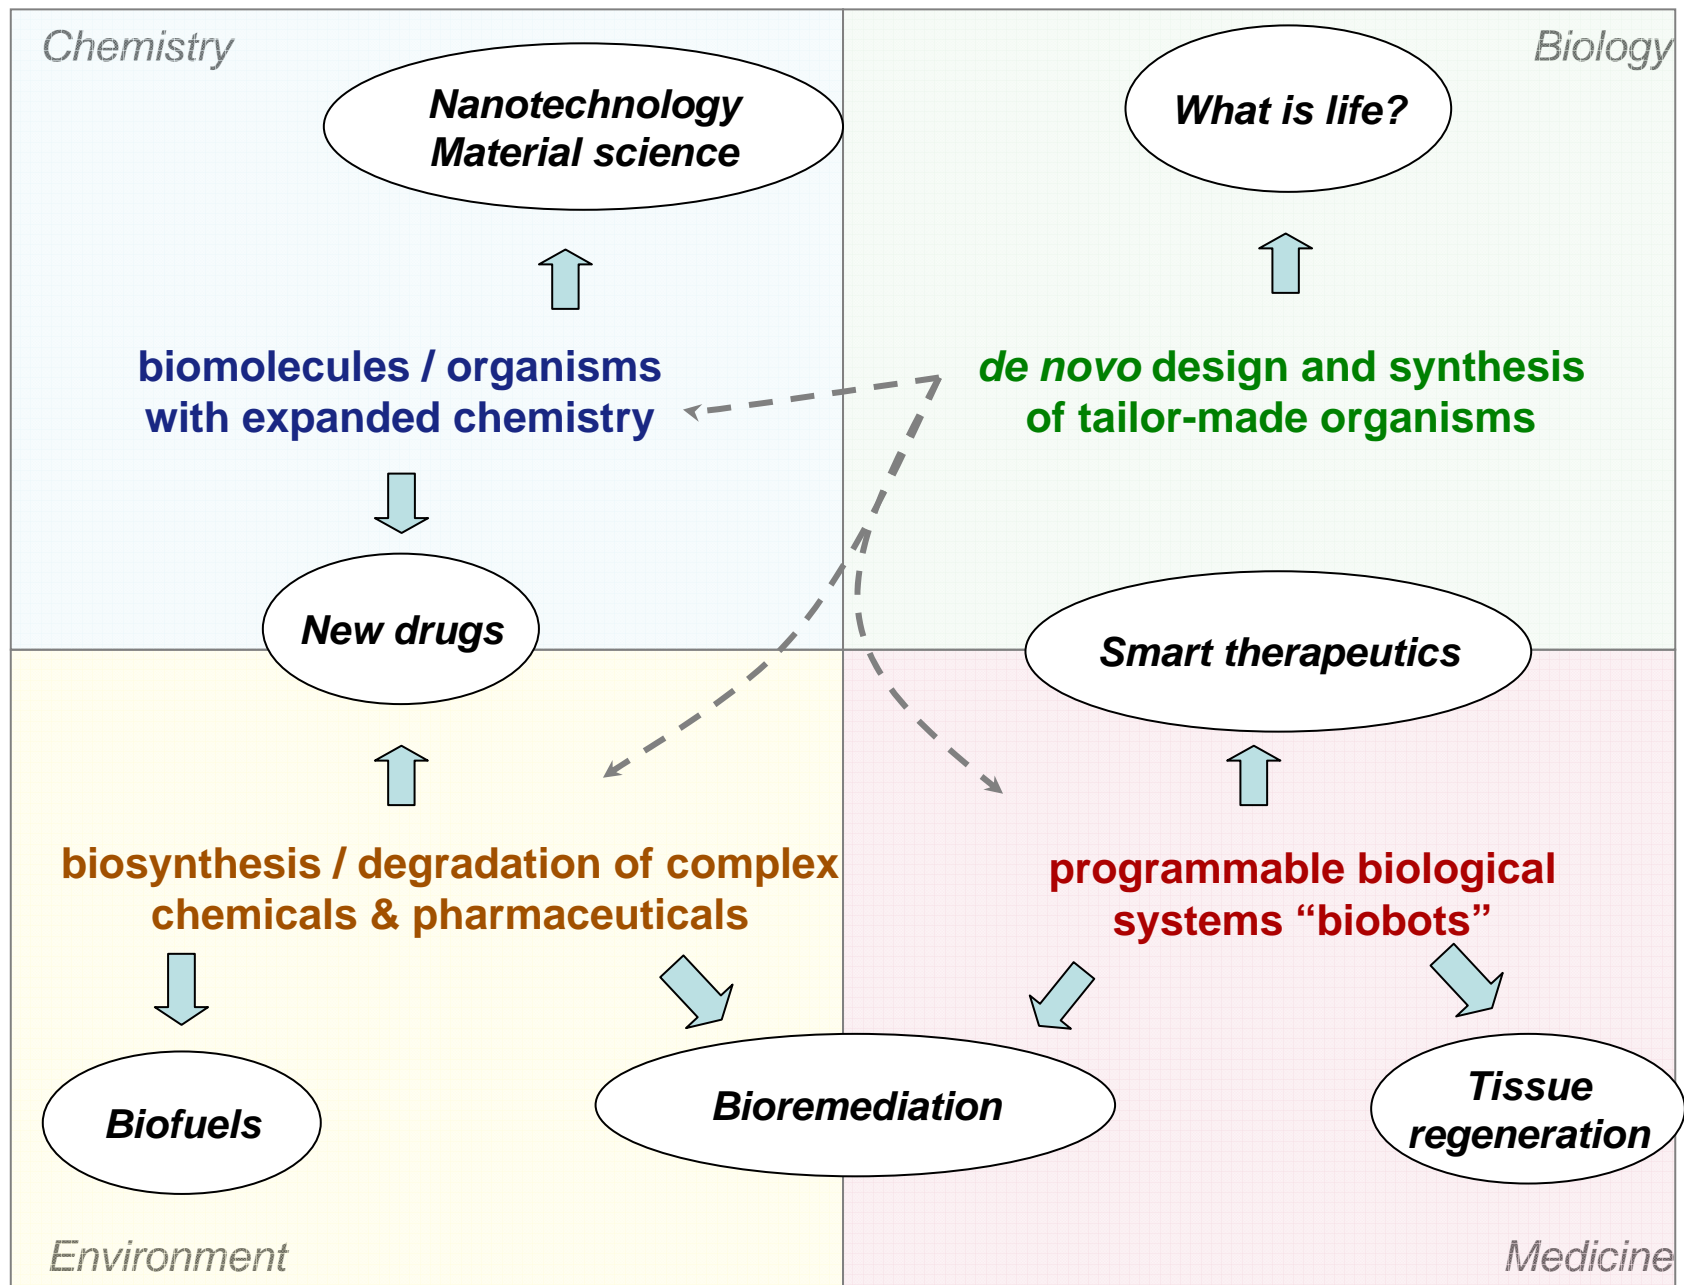 Chemistry
Biology
Nanotechnology
Material science
What is life?
biomolecules / organisms
with expanded chemistry
de novo design and synthesis
of tailor-made organisms
New drugs
Smart therapeutics
biosynthesis / degradation of complex
chemicals & pharmaceuticals
programmable biological
systems “biobots”
Biofuels
Bioremediation
Tissue
regeneration
Environment
Medicine